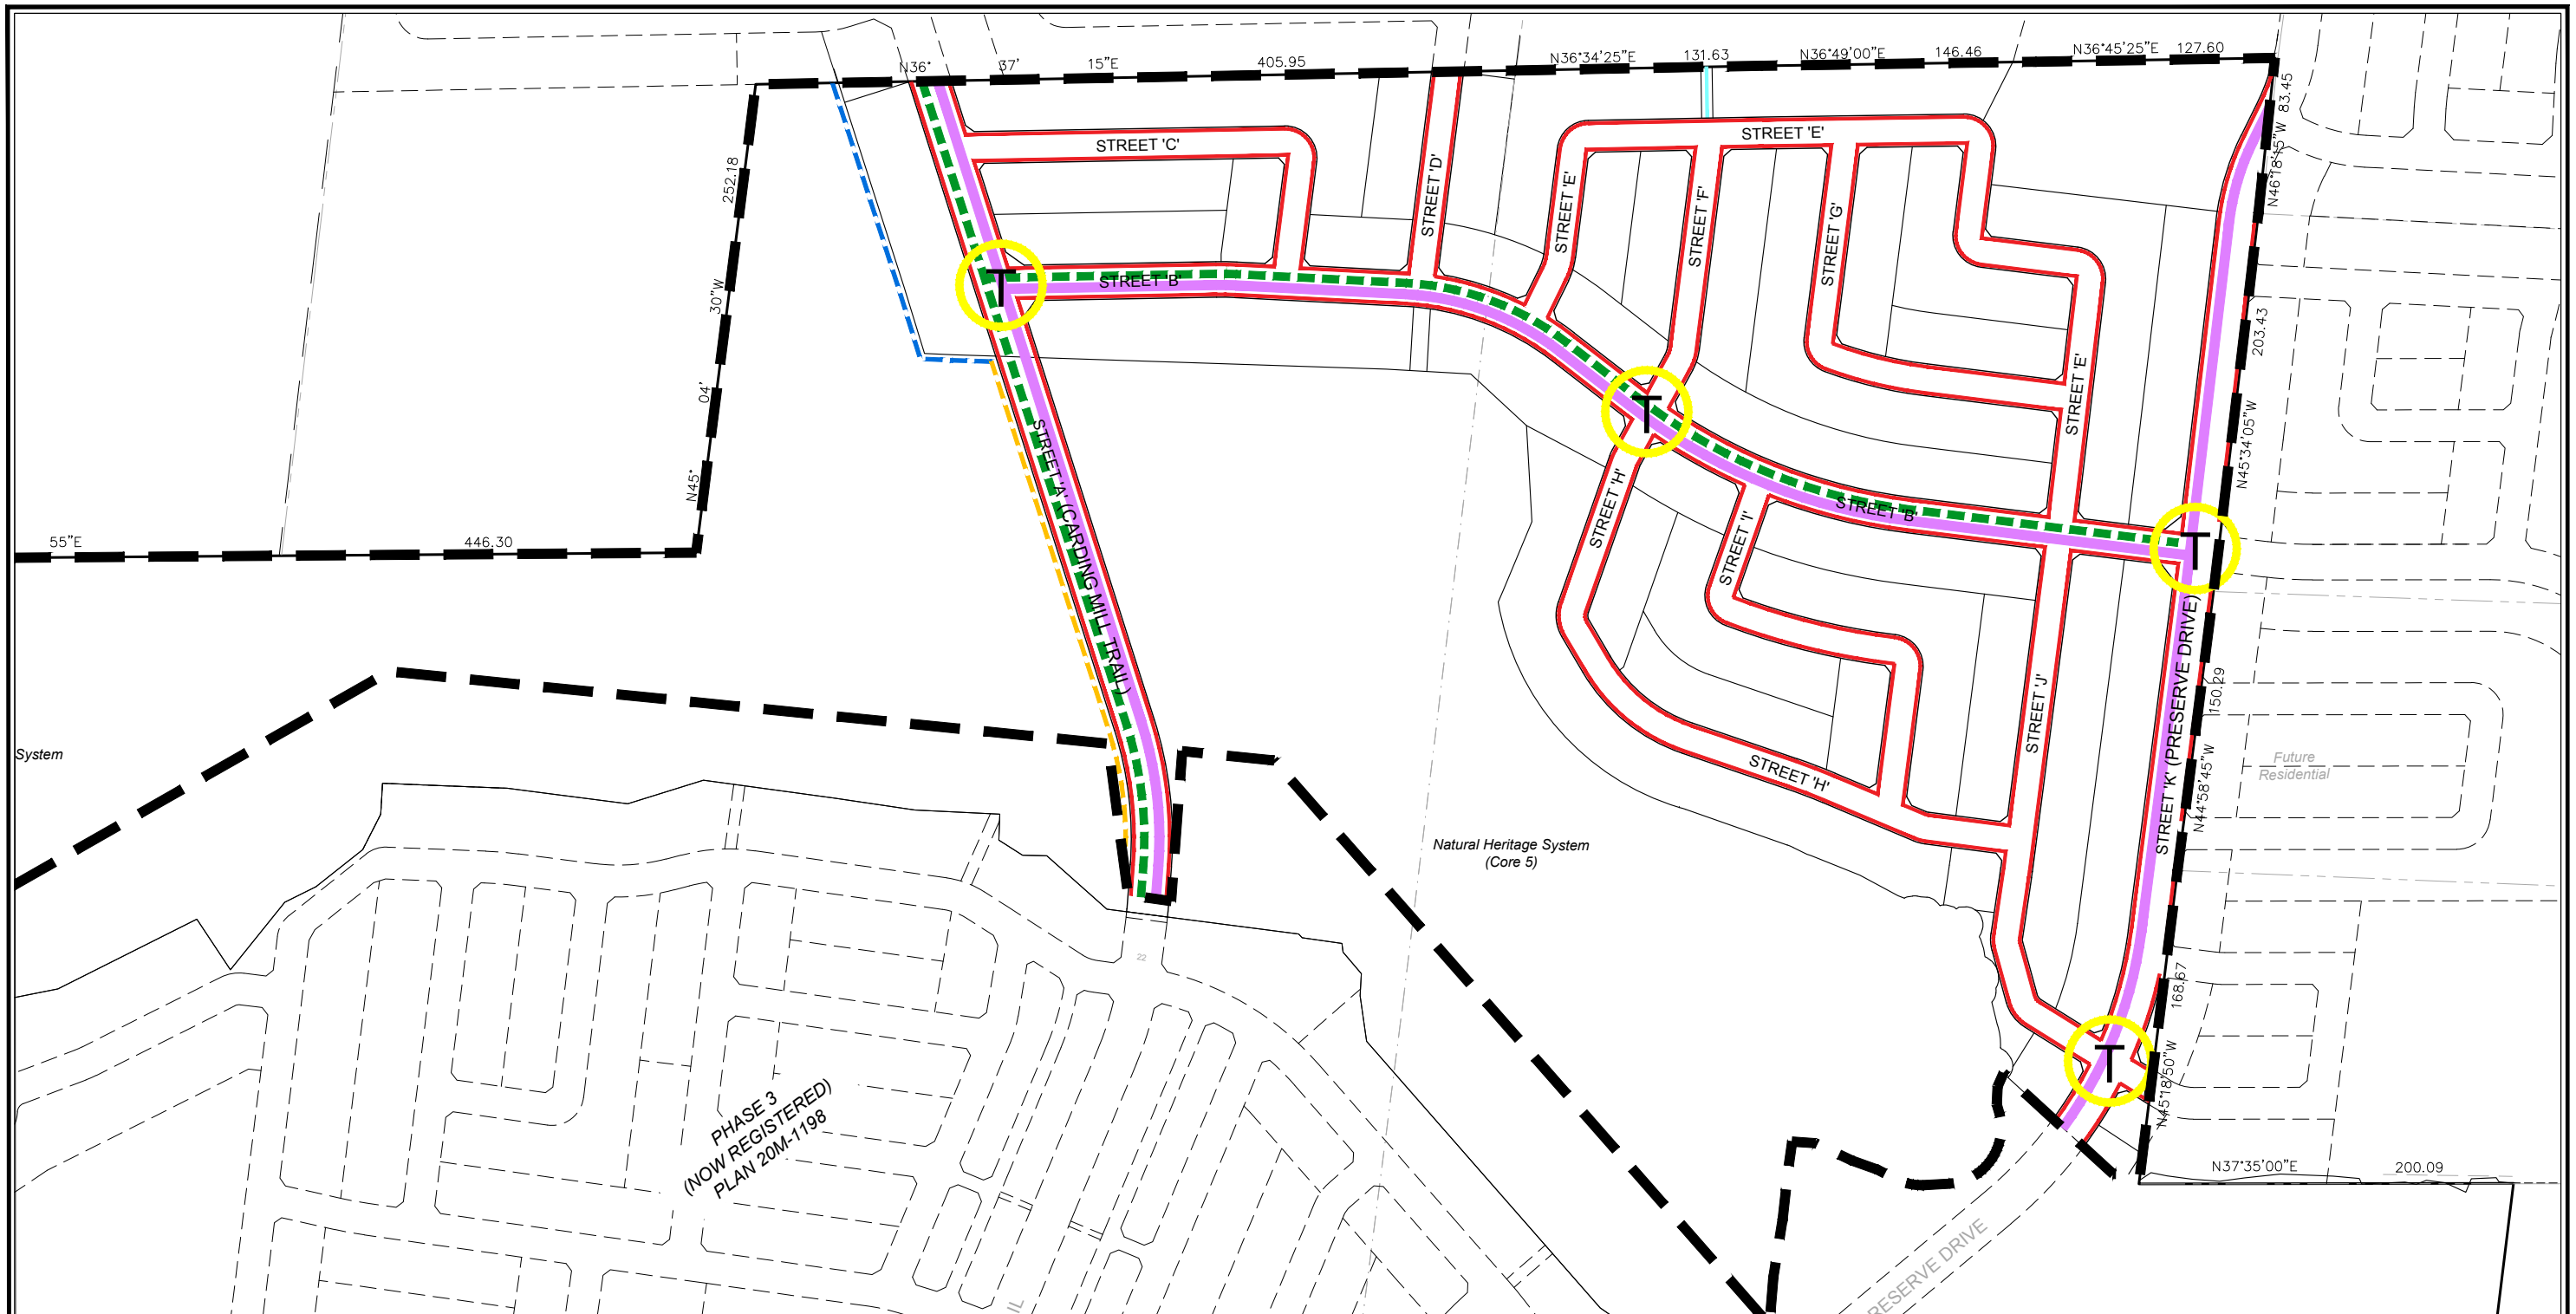 N36°
37'
15"E
405.95
N36°34'25"E
131.63
N36°49'00"E
146.46
N36°45'25"E
127.60
83.45
N46°18'15"W
252.18
30"W
04'
N45°
55"E
446.30
STREET 'C'
STREET 'D'
STREET 'E'
STREET 'E'
STREET 'F'
STREET 'G'
STREET 'E'
T
STREET 'B'
T
STREET 'B'
T
203.43
N45°34'05"W
STREET 'A' (CARDING MILL TRAIL)
STREET 'H'
STREET 'I'
STREET 'J'
STREET 'H'
STREET 'K' (PRESERVE DRIVE)
150.29
N44°58'45"W
Future
Residential
System
Natural Heritage System
(Core 5)
22
168.67
T
N45°18'50"W
PHASE 3
(NOW REGISTERED)
PLAN 20M-1198
N37°35'00"E
200.09
RESERVE DRIVE
IL